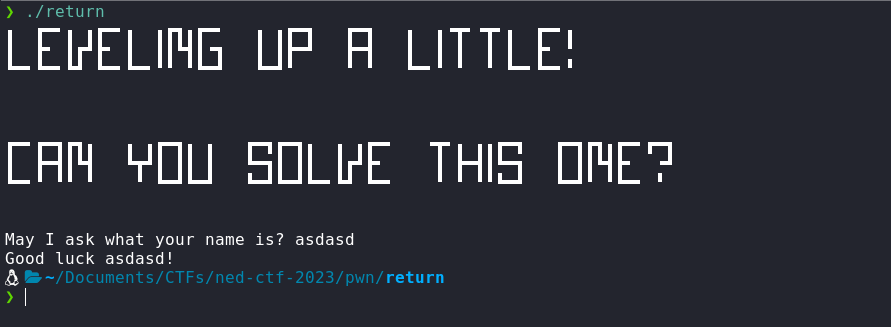 ❯ ./return
LEVELING UP A LITTLE!
CAN YOU SOLVE THIS ONE?
May I ask what your name is? asdasd
Good luck asdasd!
~/Documents/CTFs/ned-ctf-2023/pwn/return
❯